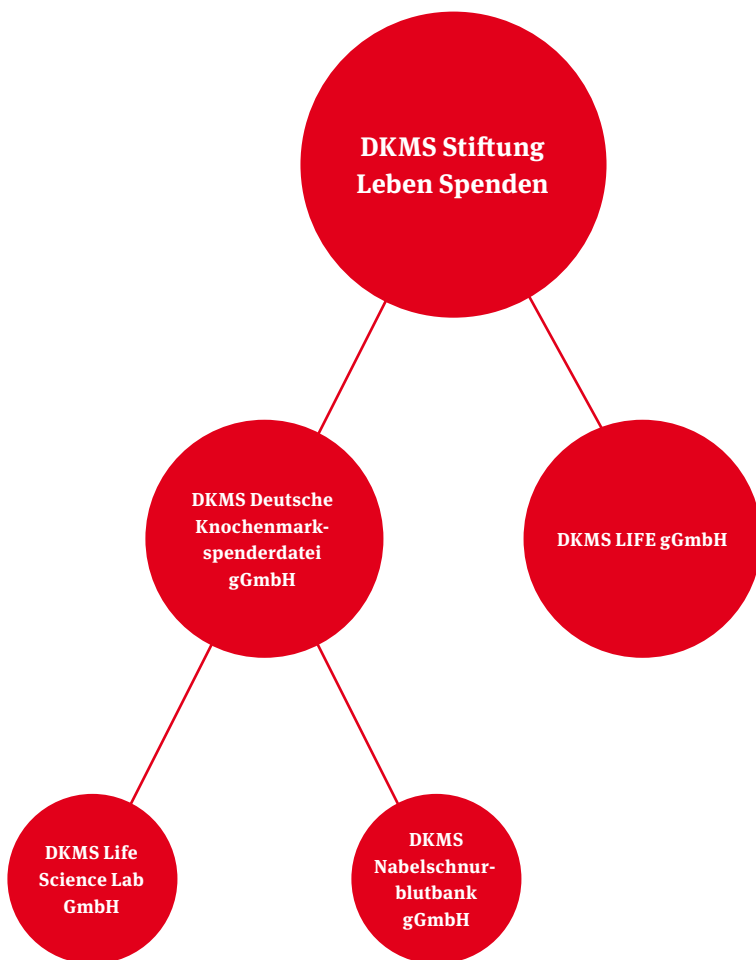 DKMS Stiftung
Leben Spenden
DKMS Deutsche
Knochenmark-
spenderdatei
gGmbH
DKMS LIFE gGmbH
DKMS Life
Science Lab
GmbH
DKMS
Nabelschnur-
blutbank
gGmbH